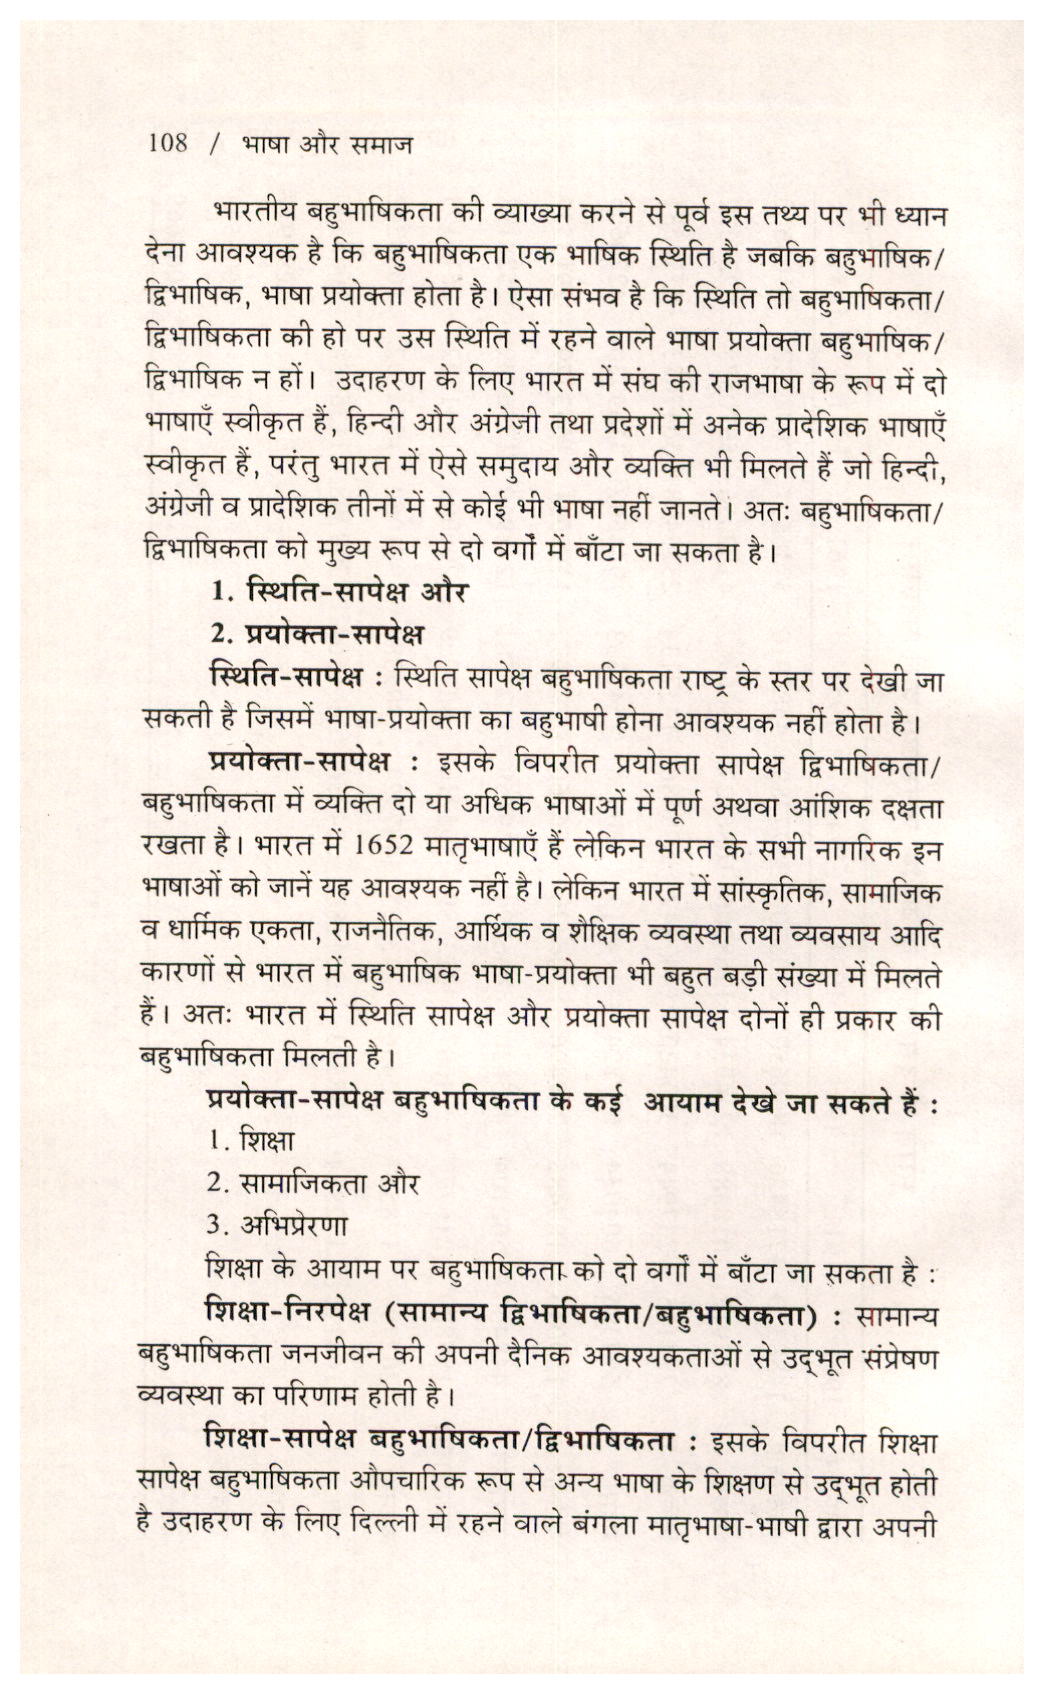 108 / भाषा और समाज
भारतीय बहुभाषिकता की व्याख्या करने से पूर्व इस तथ्य पर भी ध्यान
देना आवश्यक है कि बहुभाषिकता एक भाषिक स्थिति है जबकि बहुभाषिक/
द्विभाषिक, भाषा प्रयोक्ता होता है। ऐसा संभव है कि स्थिति तो बहुभाषिकता/
द्विभाषिकता की हो पर उस स्थिति में रहने वाले भाषा प्रयोक्ता बहुभाषिक/
द्विभाषिक न हों। उदाहरण के लिए भारत में संघ की राजभाषा के रूप में दो
भाषाएँ स्वीकृत हैं, हिन्दी और अंग्रेजी तथा प्रदेशों में अनेक प्रादेशिक भाषाएँ
स्वीकृत हैं, परंतु भारत में ऐसे समुदाय और व्यक्ति भी मिलते हैं जो हिन्दी,
अंग्रेजी व प्रादेशिक तीनों में से कोई भी भाषा नहीं जानते। अतः बहुभाषिकता/
द्विभाषिकता को मुख्य रूप से दो वर्गों में बाँटा जा सकता है।
1. स्थिति-सापेक्ष और
2. प्रयोक्ता-सापेक्ष
स्थिति-सापेक्ष : स्थिति सापेक्ष बहुभाषिकता राष्ट्र के स्तर पर देखी जा
सकती है जिसमें भाषा-प्रयोक्ता का बहुभाषी होना आवश्यक नहीं होता है।
प्रयोक्ता-सापेक्ष : इसके विपरीत प्रयोक्ता सापेक्ष द्विभाषिकता/
बहुभाषिकता में व्यक्ति दो या अधिक भाषाओं में पूर्ण अथवा आंशिक दक्षता
रखता है। भारत में 1652 मातृभाषाएँ हैं लेकिन भारत के सभी नागरिक इन
भाषाओं को जानें यह आवश्यक नहीं है। लेकिन भारत में सांस्कृतिक, सामाजिक
व धार्मिक एकता, राजनैतिक, आर्थिक व शैक्षिक व्यवस्था तथा व्यवसाय आदि
कारणों से भारत में बहुभाषिक भाषा-प्रयोक्ता भी बहुत बड़ी संख्या में मिलते
हैं। अतः भारत में स्थिति सापेक्ष और प्रयोक्ता सापेक्ष दोनों ही प्रकार की
बहुभाषिकता मिलती है।
प्रयोक्ता-सापेक्ष बहुभाषिकता के कई आयाम देखे जा सकते हैं :
1. शिक्षा
2. सामाजिकता और
3. अभिप्रेरणा
शिक्षा के आयाम पर बहुभाषिकता को दो वर्गों में बाँटा जा सकता है :
शिक्षा-निरपेक्ष (सामान्य द्विभाषिकता/बहुभाषिकता) : सामान्य
बहुभाषिकता जनजीवन की अपनी दैनिक आवश्यकताओं से उद्‌भूत संप्रेषण
व्यवस्था का परिणाम होती है।
शिक्षा-सापेक्ष बहुभाषिकता/द्विभाषिकता : इसके विपरीत शिक्षा
सापेक्ष बहुभाषिकता औपचारिक रूप से अन्य भाषा के शिक्षण से उद्‌भूत होती
है उदाहरण के लिए दिल्ली में रहने वाले बंगला मातृभाषा-भाषी द्वारा अपनी